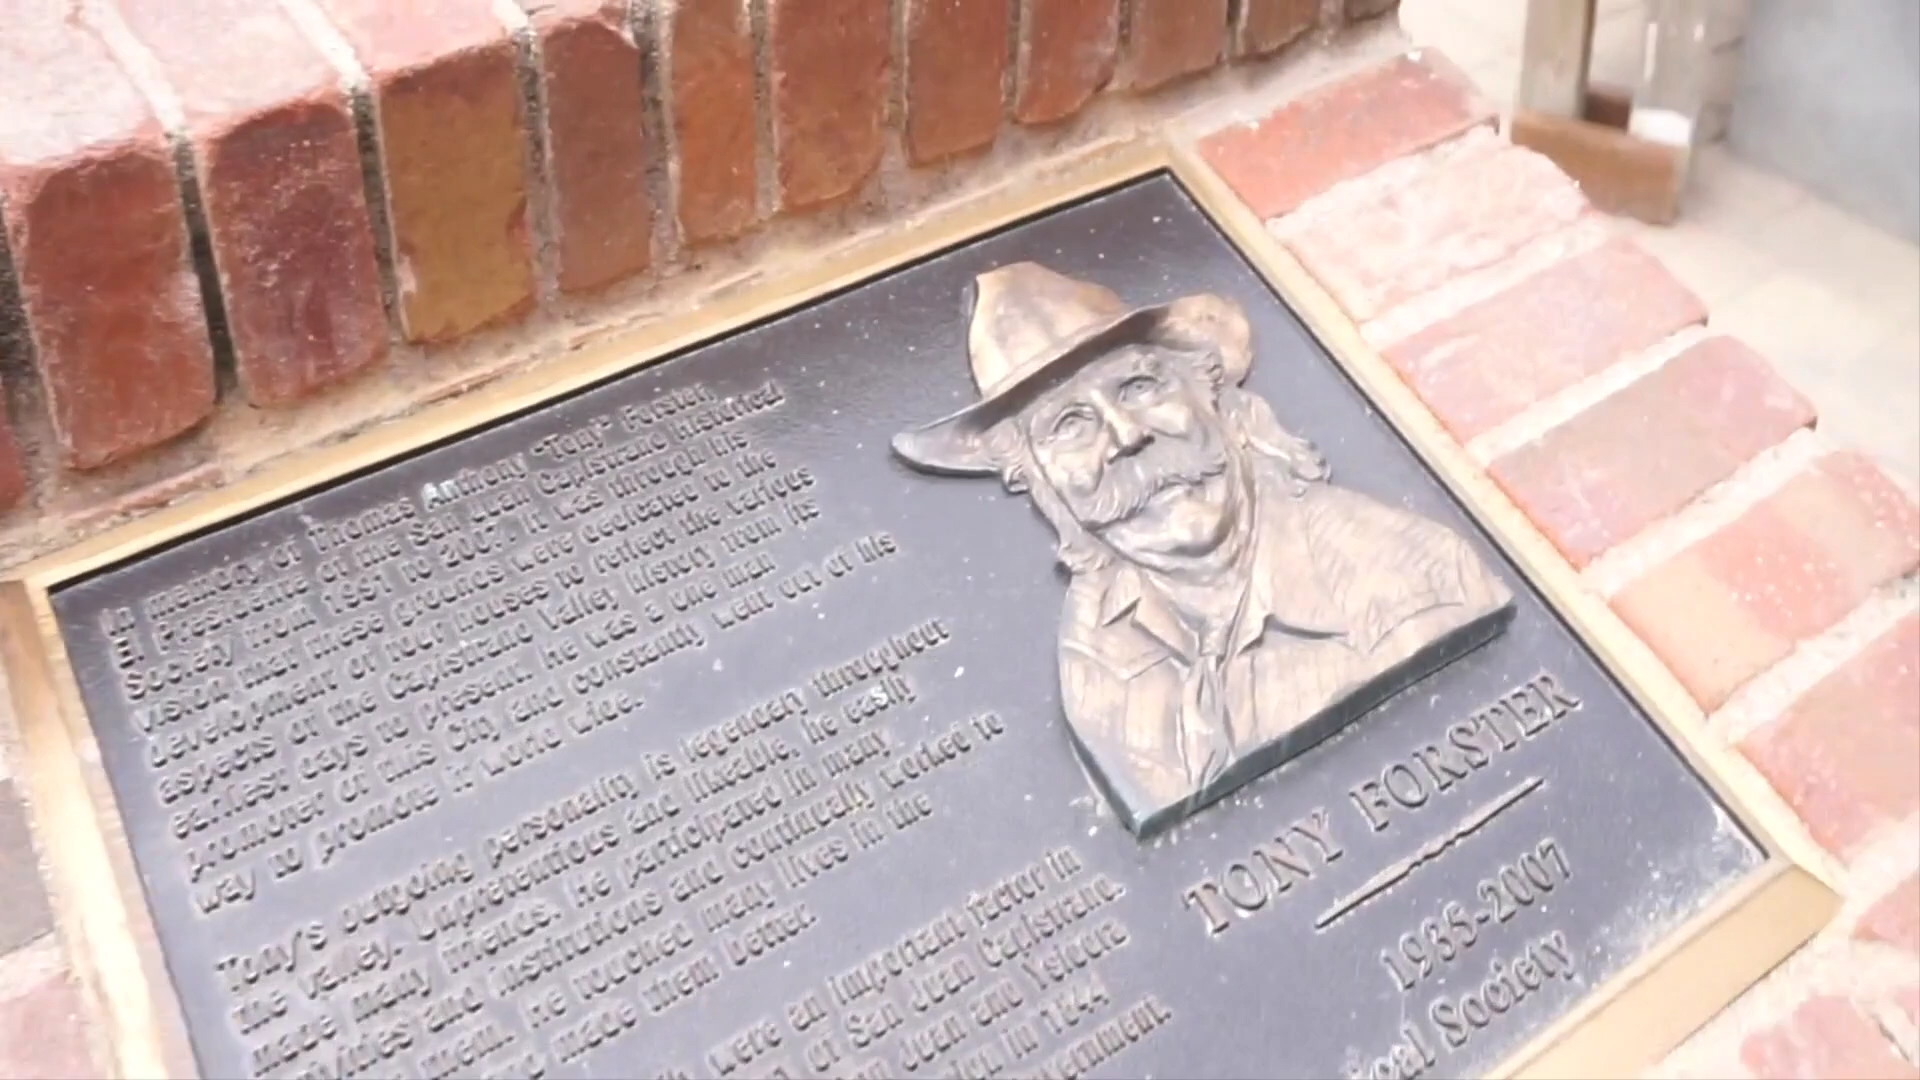 In memory of Thomas Anthony "Tony" Forster,
El Presidente of the San Juan Capistrano Historical
Society from 1991 to 2007. It was through his
vision that these grounds were dedicated to the
development of four houses to reflect the various
aspects of the Capistrano Valley history from its
earliest days to present. He was a one man
promoter of this City and constantly went out of his
way to promote it world wide.
Tony's outgoing personality is legendary throughout
the valley. Unpretentious and likeable, he easily
made many friends. He participated in many
and institutions and continually worked to
them. He touched many lives in the
made them better.
were an important factor in
of San Juan Capistrano.
Juan and Ysidora
in 1844
TONY FORSTER
1935-2007
Society